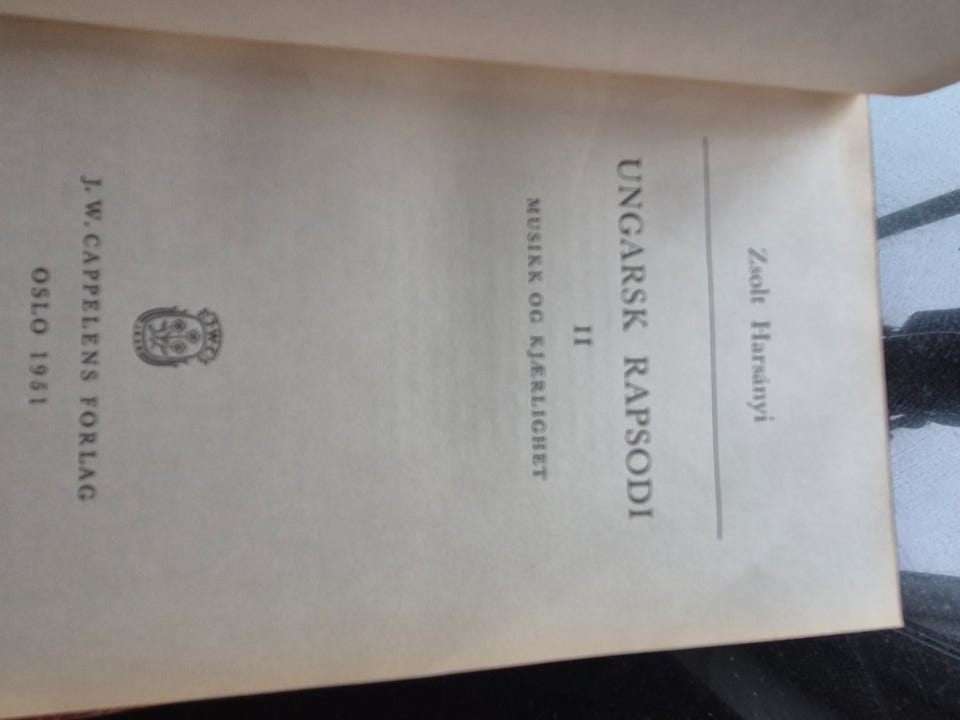 Zsolt Harsányi
UNGARSK RAPSODI
II
MUSIKK OG KJÆRLIGHET
J.W.C
J. W. CAPPELENS FORLAG
OSLO 1951